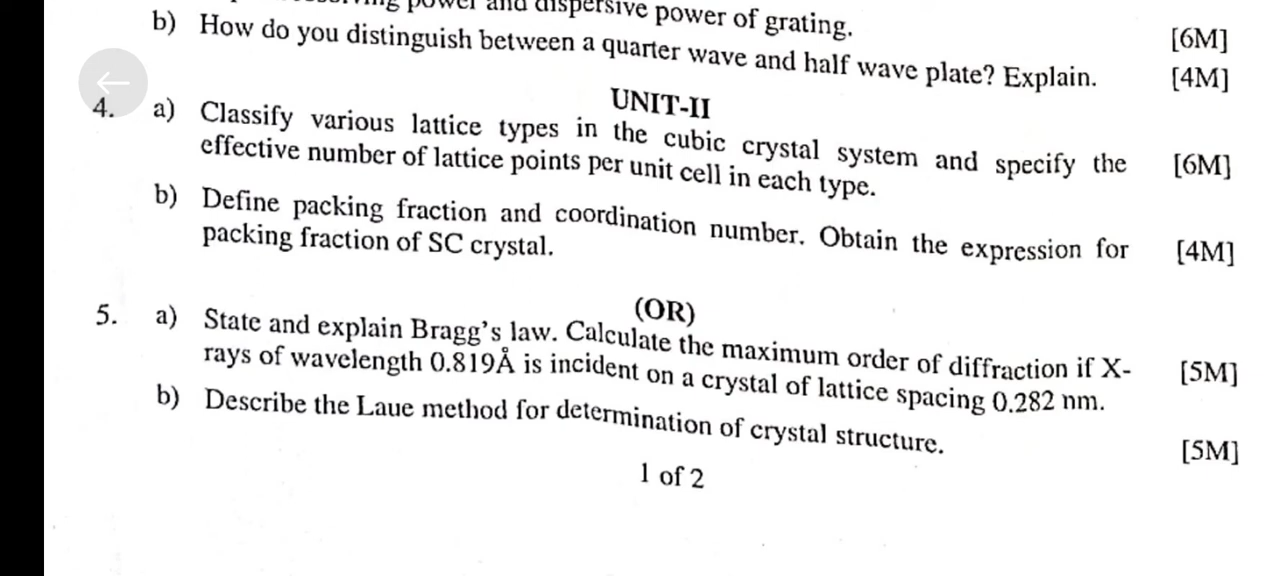 power and dispersive power of grating.
[6M]
b) How do you distinguish between a quarter wave and half wave plate? Explain. [4M]
UNIT-II
4. a) Classify various lattice types in the cubic crystal system and specify the [6M]
effective number of lattice points per unit cell in each type.
b) Define packing fraction and coordination number. Obtain the expression for [4M]
packing fraction of SC crystal.
(OR)
5. a) State and explain Bragg's law. Calculate the maximum order of diffraction if X- [5M]
rays of wavelength 0.819Å is incident on a crystal of lattice spacing 0.282 nm.
b) Describe the Laue method for determination of crystal structure. [5M]
1 of 2